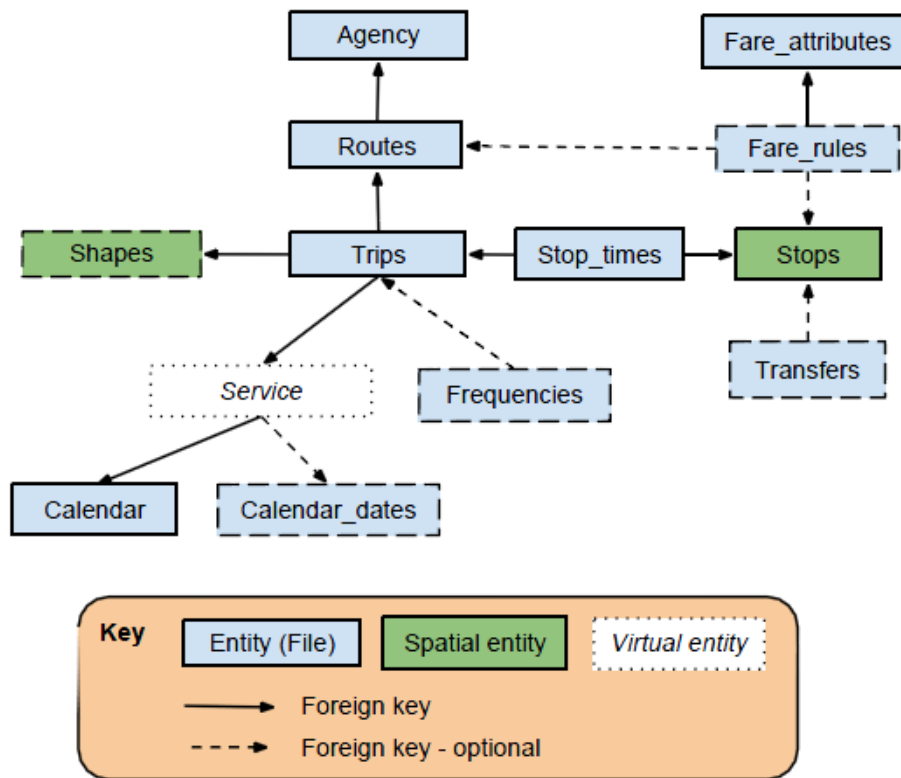 Agency
Fare_attributes
Routes
Fare_rules
Shapes
Trips
Stop_times
Stops
Service
Frequencies
Transfers
Calendar
Calendar_dates
Key
Entity (File)
Spatial entity
Virtual entity
Foreign key
Foreign key - optional